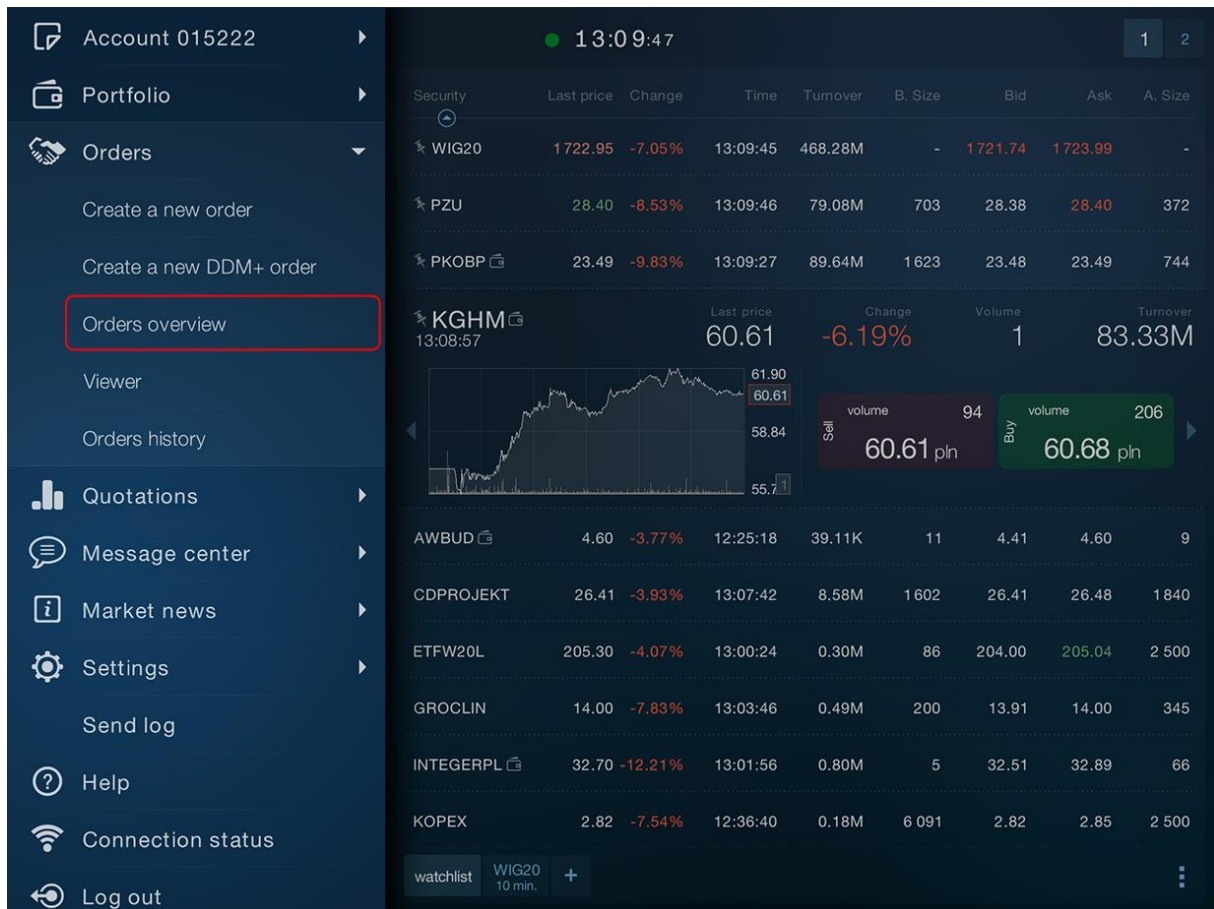 Account 015222
Portfolio
Orders
Create a new order
Create a new DDM+ order
Orders overview
Viewer
Orders history
Quotations
Message center
Market news
Settings
Send log
Help
Connection status
Log out
13:09:47
1 2
Security Last price Change Time Turnover B. Size Bid Ask A. Size
WIG20 1722.95 -7.05% 13:09:45 468.28M - 1721.74 1723.99 -
PZU 28.40 -8.53% 13:09:46 79.08M 703 28.38 28.40 372
PKOBP 23.49 -9.83% 13:09:27 89.64M 1623 23.48 23.49 744
KGHM Last price Change Volume Turnover
13:08:57 60.61 -6.19% 1 83.33M
61.90
60.61
58.84
55.7 1
Sell volume 94
60.61 pln
Buy volume 206
60.68 pln
AWBUD 4.60 -3.77% 12:25:18 39.11K 11 4.41 4.60 9
CDPROJEKT 26.41 -3.93% 13:07:42 8.58M 1602 26.41 26.48 1840
ETFW20L 205.30 -4.07% 13:00:24 0.30M 86 204.00 205.04 2 500
GROCLIN 14.00 -7.83% 13:03:46 0.49M 200 13.91 14.00 345
INTEGERPL 32.70 -12.21% 13:01:56 0.80M 5 32.51 32.89 66
KOPEX 2.82 -7.54% 12:36:40 0.18M 6 091 2.82 2.85 2 500
watchlist WIG20 +
10 min.